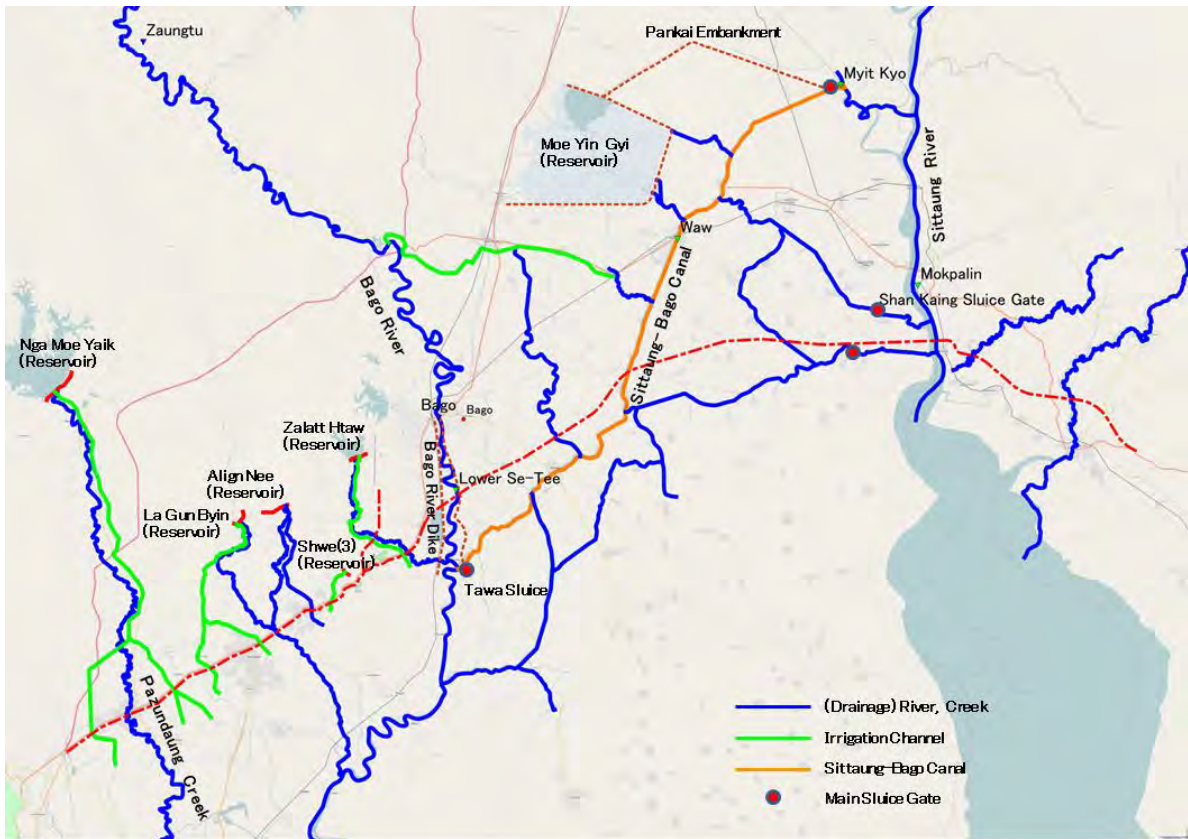 Zaungtu
Pankai Embankment
Myit Kyo
Moe Yin Gyi
(Reservoir)
Sittaung River
Waw
Sittaung-Bago Canal
Mokpalin
Shan Kaing Sluice Gate
Bago River
Nga Moe Yaik
(Reservoir)
Bago
Bago
Zalatt Htaw
(Reservoir)
Bago River Dike
Lower Se-Tee
Align Nee
(Reservoir)
La Gun Byin
(Reservoir)
Shwe(3)
(Reservoir)
Tawa Sluice
Pazundaung Creek
(Drainage) River, Creek
Irrigation Channel
Sittaung-Bago Canal
Main Sluice Gate